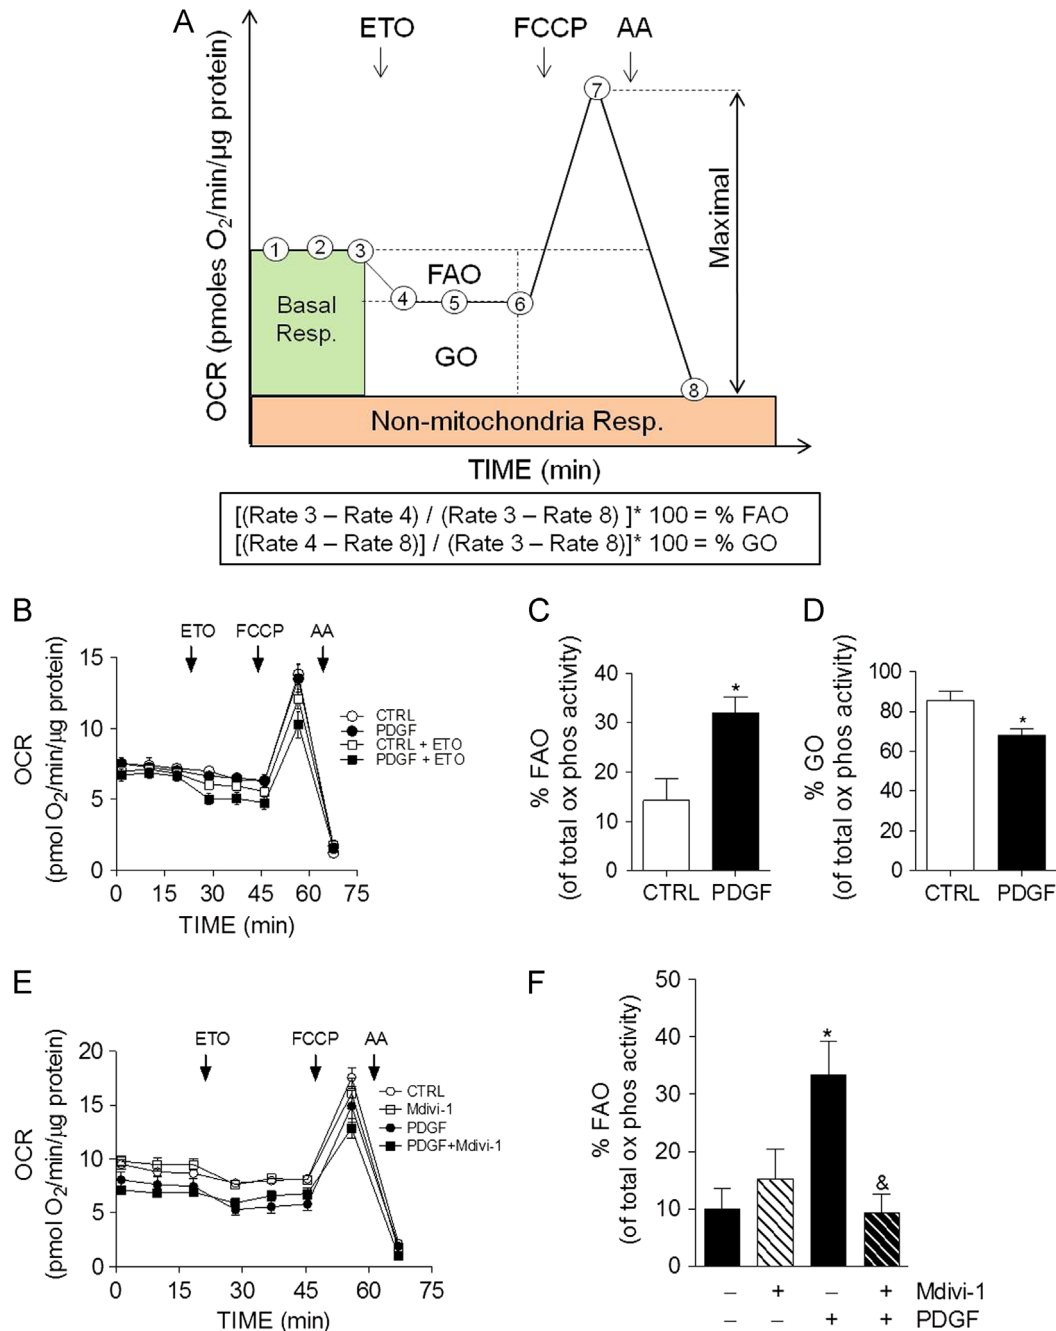 A
ETO
FCCP
AA
OCR (pmoles O₂/min/µg protein)
7
1
2
3
FAO
4
5
6
Basal
Resp.
GO
8
Maximal
Non-mitochondria Resp.
TIME (min)
[(Rate 3 – Rate 4) / (Rate 3 – Rate 8) ]* 100 = % FAO
[(Rate 4 – Rate 8)] / (Rate 3 – Rate 8)]* 100 = % GO
B
ETO
FCCP
AA
OCR
(pmol O₂/min/µg protein)
15
10
5
0
CTRL
PDGF
CTRL + ETO
PDGF + ETO
0
15
30
45
60
75
TIME (min)
C
% FAO
(of total ox phos activity)
40
30
20
10
0
*
CTRL
PDGF
D
% GO
(of total ox phos activity)
100
80
60
40
20
0
*
CTRL
PDGF
E
ETO
FCCP
AA
OCR
(pmol O₂/min/µg protein)
20
15
10
5
0
CTRL
Mdivi-1
PDGF
PDGF+Mdivi-1
0
15
30
45
60
75
TIME (min)
F
% FAO
(of total ox phos activity)
50
40
30
20
10
0
*
&
– + – + Mdivi-1
– – + + PDGF